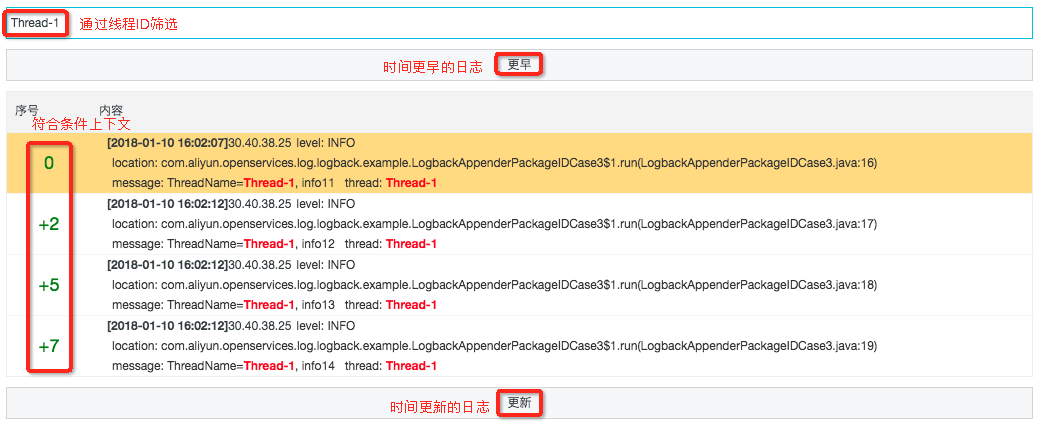 Thread-1 通过线程ID筛选
时间更早的日志 更早
序号 内容
符合条件上下文
[2018-01-10 16:02:07]30.40.38.25 level: INFO
0 location: com.aliyun.openservices.log.logback.example.LogbackAppenderPackageIDCase3$1.run(LogbackAppenderPackageIDCase3.java:16)
message: ThreadName=Thread-1, info11 thread: Thread-1
[2018-01-10 16:02:12]30.40.38.25 level: INFO
+2 location: com.aliyun.openservices.log.logback.example.LogbackAppenderPackageIDCase3$1.run(LogbackAppenderPackageIDCase3.java:17)
message: ThreadName=Thread-1, info12 thread: Thread-1
[2018-01-10 16:02:12]30.40.38.25 level: INFO
+5 location: com.aliyun.openservices.log.logback.example.LogbackAppenderPackageIDCase3$1.run(LogbackAppenderPackageIDCase3.java:18)
message: ThreadName=Thread-1, info13 thread: Thread-1
[2018-01-10 16:02:12]30.40.38.25 level: INFO
+7 location: com.aliyun.openservices.log.logback.example.LogbackAppenderPackageIDCase3$1.run(LogbackAppenderPackageIDCase3.java:19)
message: ThreadName=Thread-1, info14 thread: Thread-1
时间更新的日志 更新